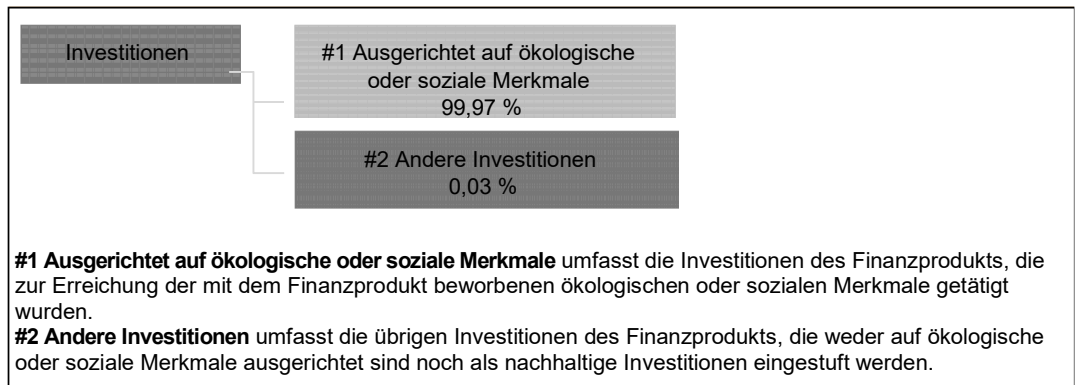 Investitionen
#1 Ausgerichtet auf ökologische
oder soziale Merkmale
99,97 %
#2 Andere Investitionen
0,03 %
#1 Ausgerichtet auf ökologische oder soziale Merkmale umfasst die Investitionen des Finanzprodukts, die
zur Erreichung der mit dem Finanzprodukt beworbenen ökologischen oder sozialen Merkmale getätigt
wurden.
#2 Andere Investitionen umfasst die übrigen Investitionen des Finanzprodukts, die weder auf ökologische
oder soziale Merkmale ausgerichtet sind noch als nachhaltige Investitionen eingestuft werden.